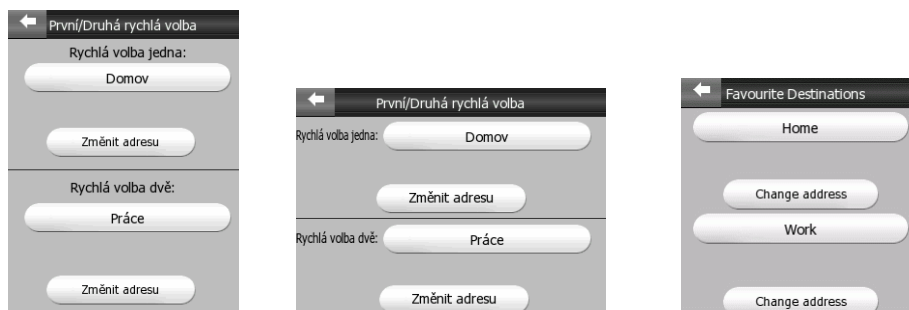 První/Druhá rychlá volba
Rychlá volba jedna:
Domov
Změnit adresu
Rychlá volba dvě:
Práce
Změnit adresu
První/Druhá rychlá volba
Rychlá volba jedna: Domov
Změnit adresu
Rychlá volba dvě: Práce
Změnit adresu
Favourite Destinations
Home
Change address
Work
Change address